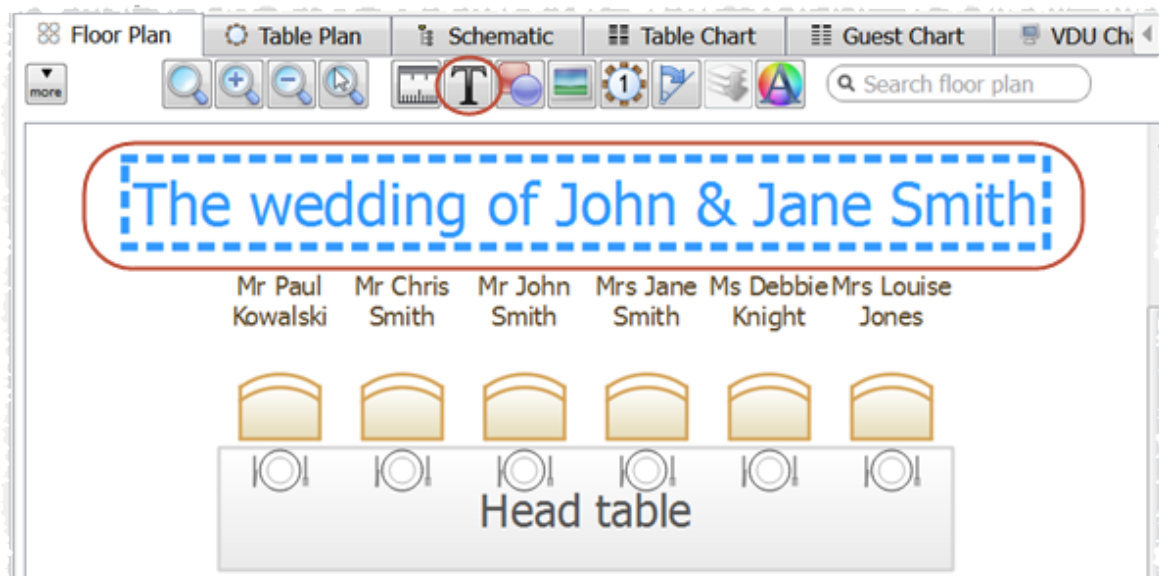 Floor Plan Table Plan Schematic Table Chart Guest Chart VDU Cha
more T 1 Search floor plan
The wedding of John & Jane Smith
Mr Paul Mr Chris Mr John Mrs Jane Ms Debbie Mrs Louise
Kowalski Smith Smith Smith Knight Jones
Head table